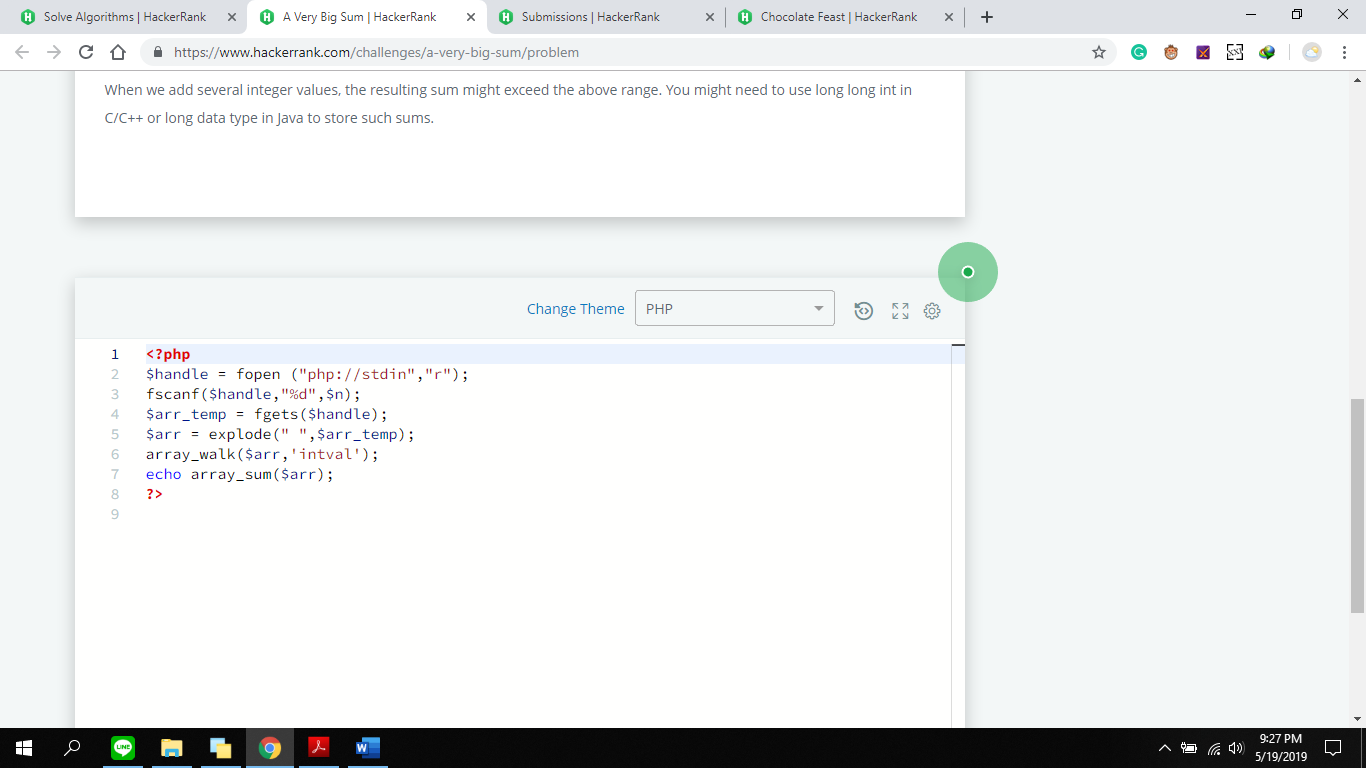 Solve Algorithms | HackerRank
A Very Big Sum | HackerRank
Submissions | HackerRank
Chocolate Feast | HackerRank
https://www.hackerrank.com/challenges/a-very-big-sum/problem
When we add several integer values, the resulting sum might exceed the above range. You might need to use long long int in
C/C++ or long data type in Java to store such sums.
Change Theme
PHP
1 <?php
2 $handle = fopen ("php://stdin","r");
3 fscanf($handle,"%d",$n);
4 $arr_temp = fgets($handle);
5 $arr = explode(" ",$arr_temp);
6 array_walk($arr,'intval');
7 echo array_sum($arr);
8 ?>
9
LINE
9:27 PM
5/19/2019